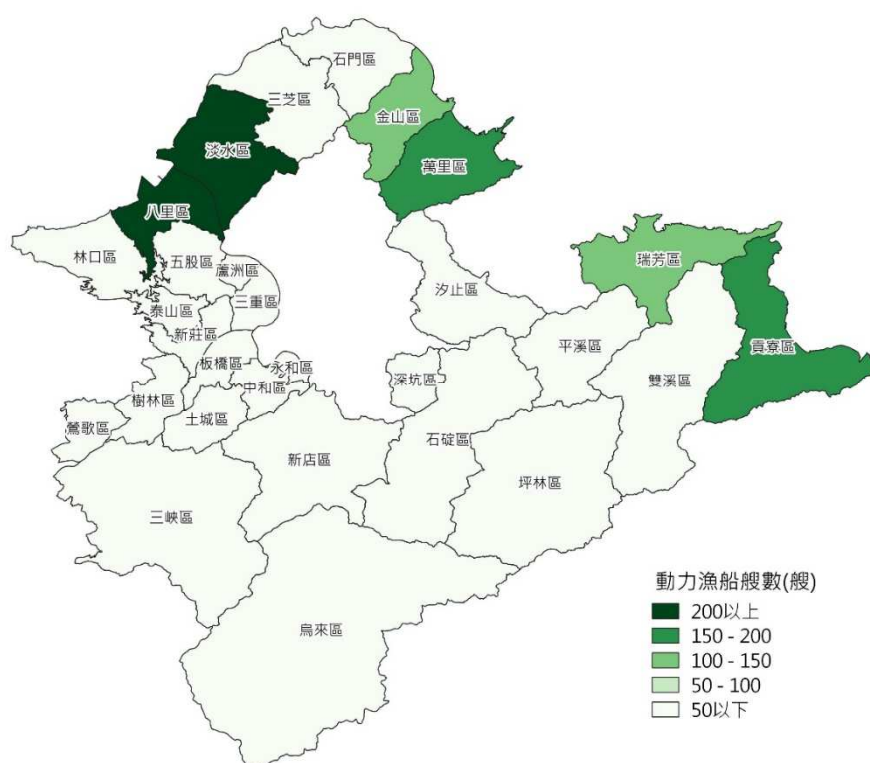 石門區
三芝區
金山區
淡水區
萬里區
八里區
林口區
五股區
蘆洲區
瑞芳區
汐止區
三重區
泰山區
新莊區
平溪區
貢寮區
板橋區
永和區
深坑區
雙溪區
中和區
樹林區
土城區
鶯歌區
石碇區
新店區
坪林區
三峽區
烏來區
動力漁船艘數(艘)
200以上
150 - 200
100 - 150
50 - 100
50以下